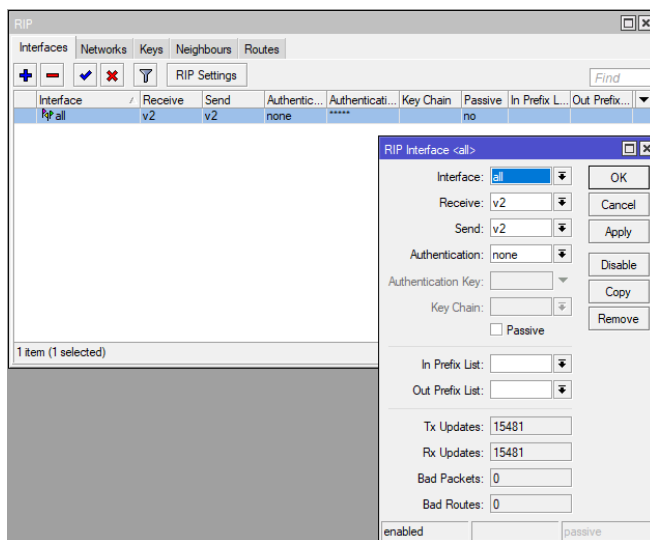 RIP
Interfaces Networks Keys Neighbours Routes
RIP Settings Find
Interface Receive Send Authentic... Authenticati... Key Chain Passive In Prefix L... Out Prefix...
all v2 v2 none ***** no
1 item (1 selected)
RIP Interface <all>
Interface: all OK
Receive: v2 Cancel
Send: v2 Apply
Authentication: none Disable
Authentication Key: Copy
Key Chain: Remove
Passive
In Prefix List:
Out Prefix List:
Tx Updates: 15481
Rx Updates: 15481
Bad Packets: 0
Bad Routes: 0
enabled passive